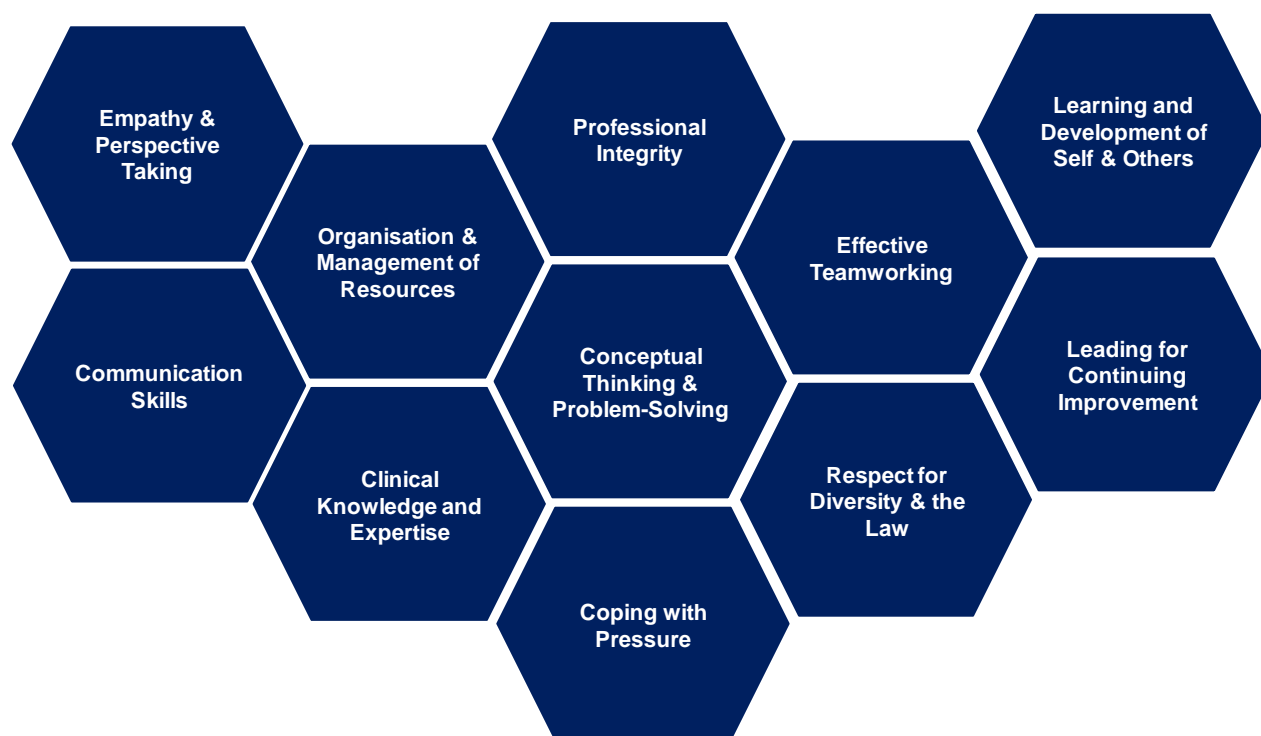 Empathy &
Perspective
Taking
Professional
Integrity
Learning and
Development of
Self & Others
Organisation &
Management of
Resources
Effective
Teamworking
Communication
Skills
Conceptual
Thinking &
Problem-Solving
Leading for
Continuing
Improvement
Clinical
Knowledge and
Expertise
Respect for
Diversity & the
Law
Coping with
Pressure